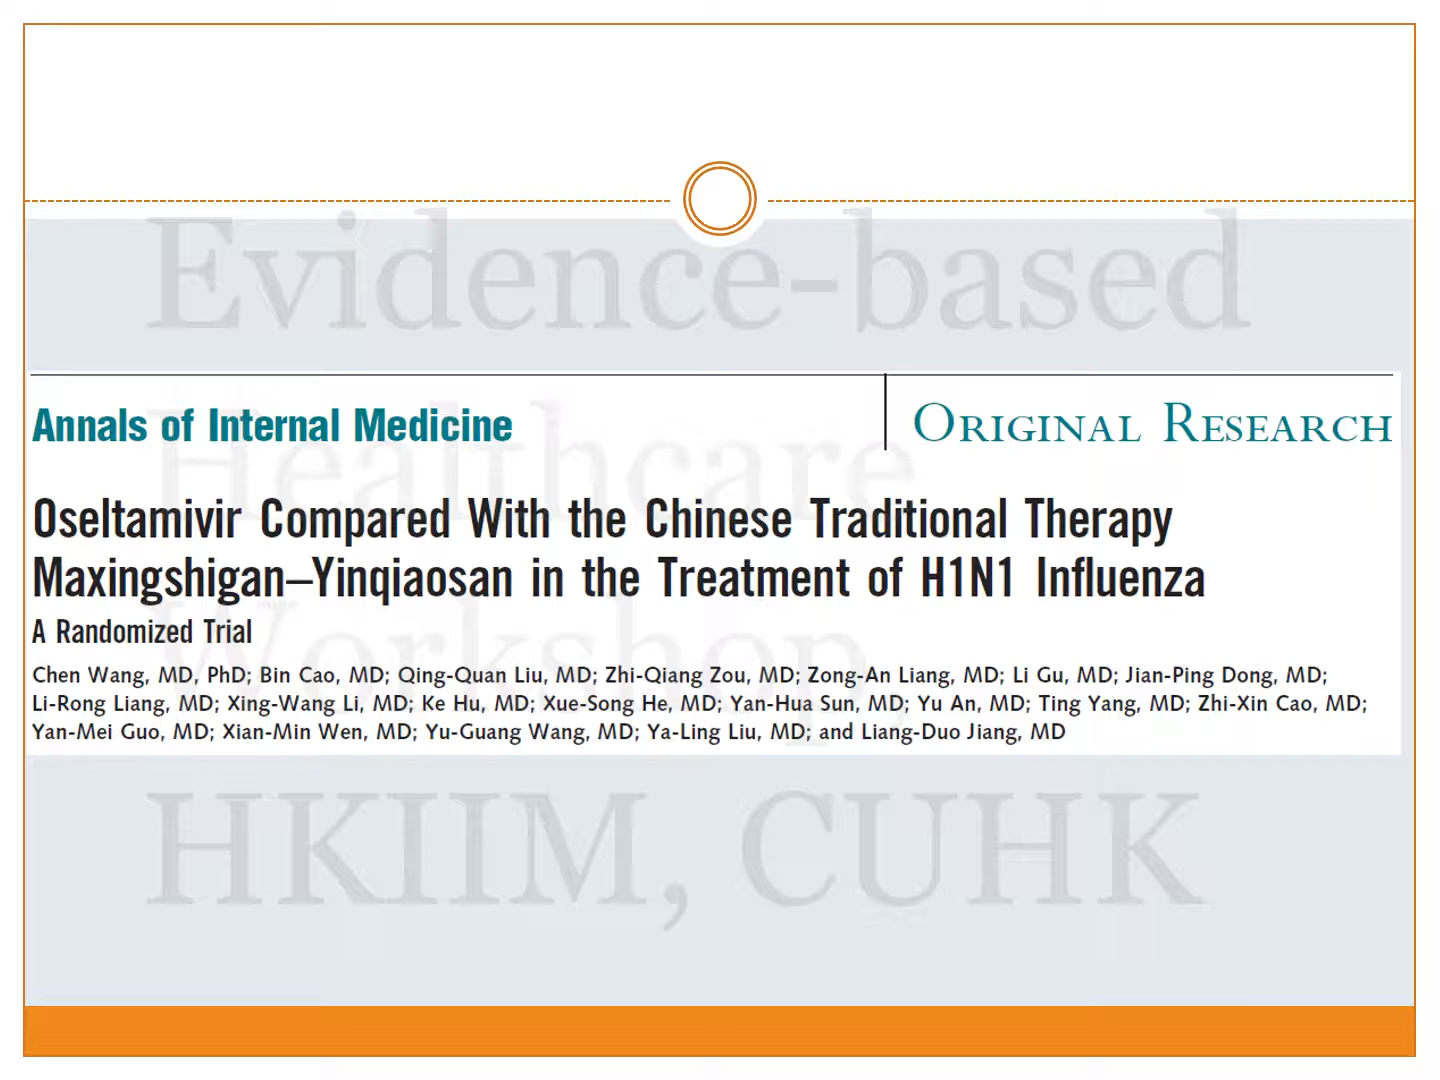 Evidence-based
Annals of Internal Medicine
ORIGINAL RESEARCH
Healthcare
Oseltamivir Compared With the Chinese Traditional Therapy
Maxingshigan–Yinqiaosan in the Treatment of H1N1 Influenza
A Randomized Trial
Workshop,
Chen Wang, MD, PhD; Bin Cao, MD; Qing-Quan Liu, MD; Zhi-Qiang Zou, MD; Zong-An Liang, MD; Li Gu, MD; Jian-Ping Dong, MD;
Li-Rong Liang, MD; Xing-Wang Li, MD; Ke Hu, MD; Xue-Song He, MD; Yan-Hua Sun, MD; Yu An, MD; Ting Yang, MD; Zhi-Xin Cao, MD;
Yan-Mei Guo, MD; Xian-Min Wen, MD; Yu-Guang Wang, MD; Ya-Ling Liu, MD; and Liang-Duo Jiang, MD
HKIIM, CUHK